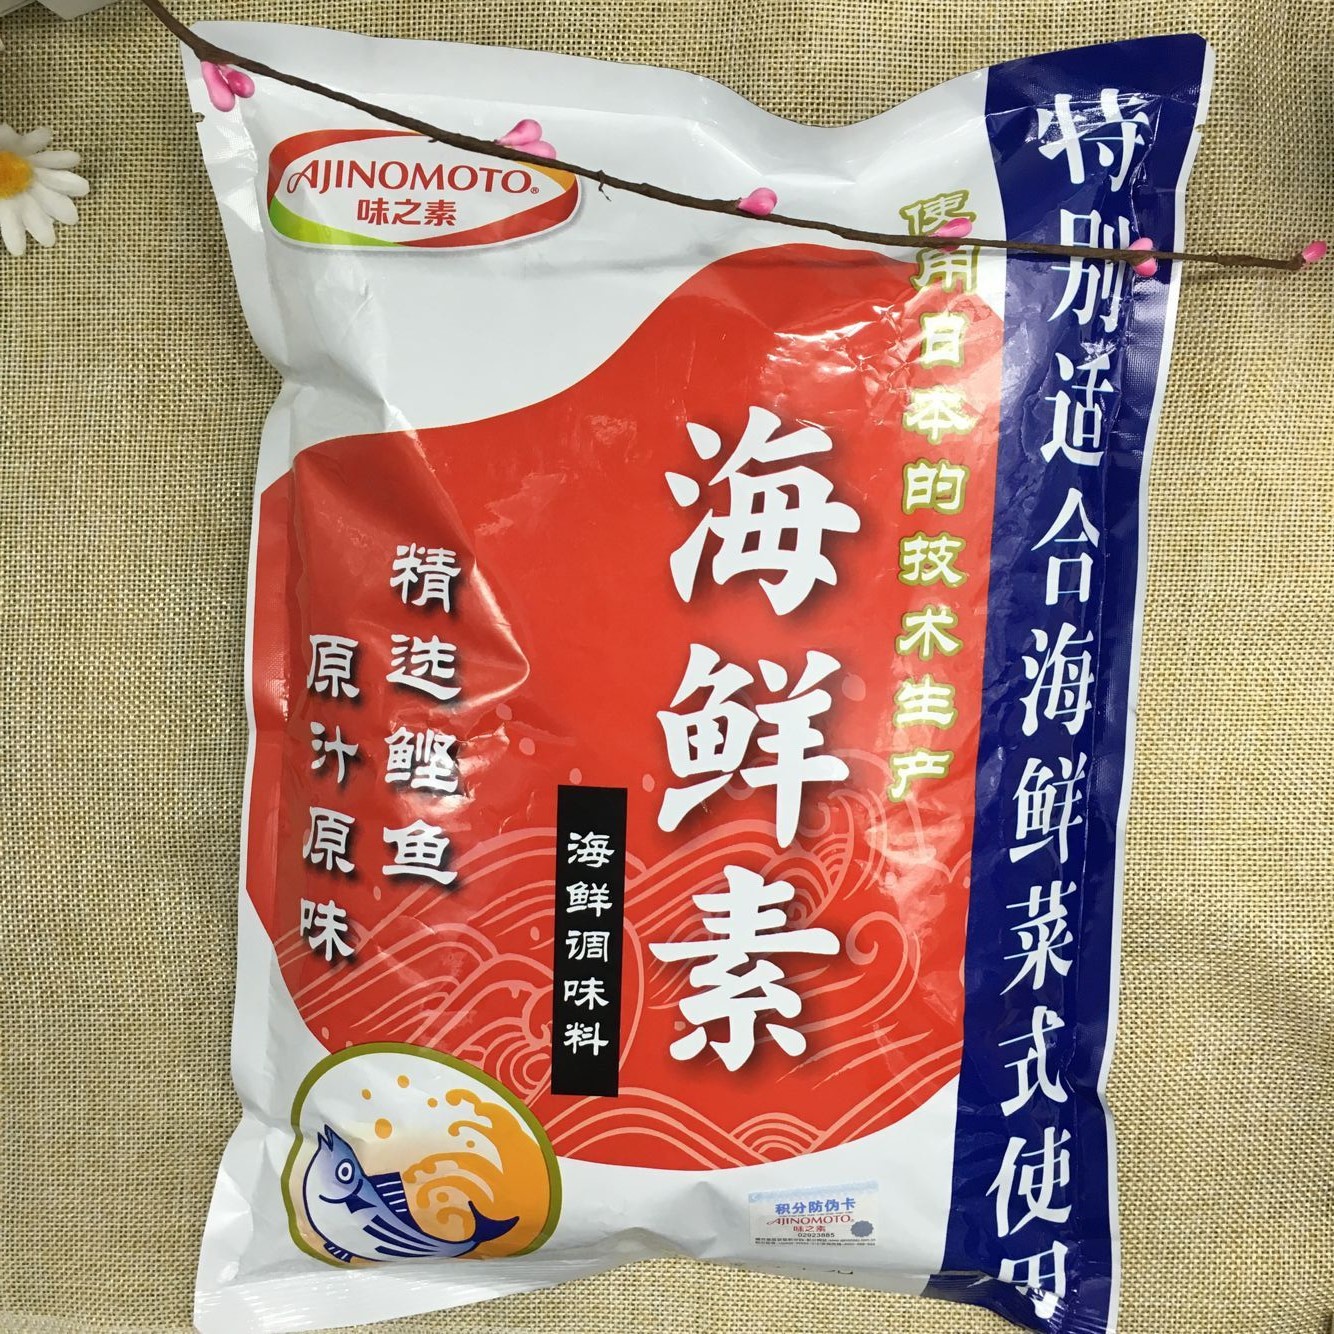 AJINOMOTO®
味之素
特别适合海鲜菜式使用
使用日本的技术生产
海鲜素
海鲜调味料
精选鲣鱼
原汁原味
积分防伪卡
AJINOMOTO®
味之素
02923885